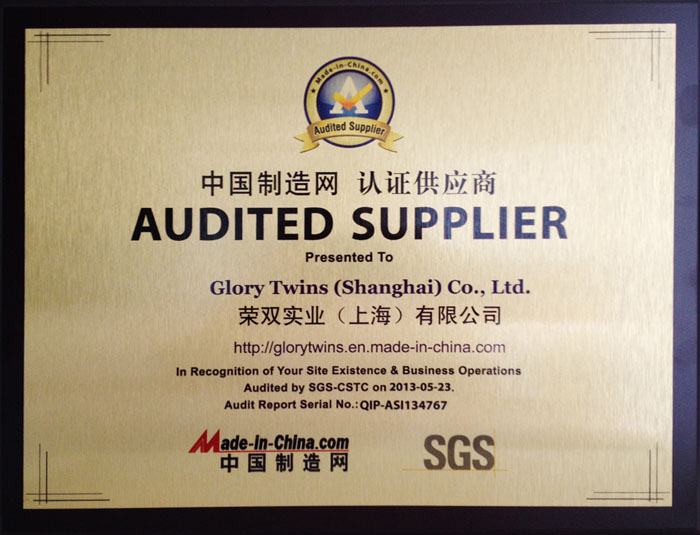 Made-in-China.com
Audited Supplier
中国制造网 认证供应商
AUDITED SUPPLIER
Presented To
Glory Twins (Shanghai) Co., Ltd.
荣双实业（上海）有限公司
http://glorytwins.en.made-in-china.com
In Recognition of Your Site Existence & Business Operations
Audited by SGS-CSTC on 2013-05-23.
Audit Report Serial No.: QIP-ASI134767
Made-in-China.com
中国制造网
SGS